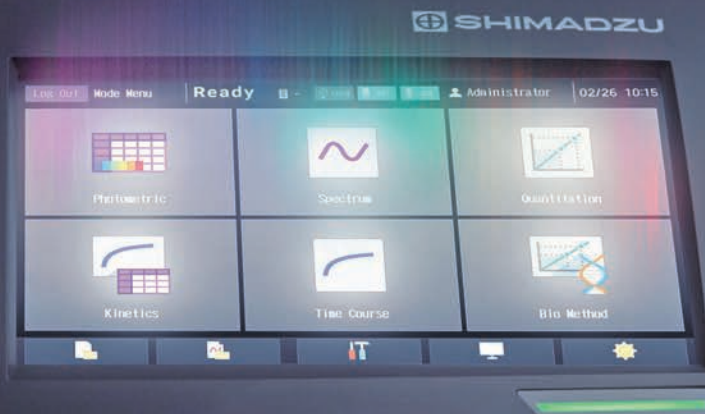 SHIMADZU
Log Out Mode Menu Ready Administrator 02/26 10:15
Photometric Spectrum Quantitation
Kinetics Time Course Bio Method